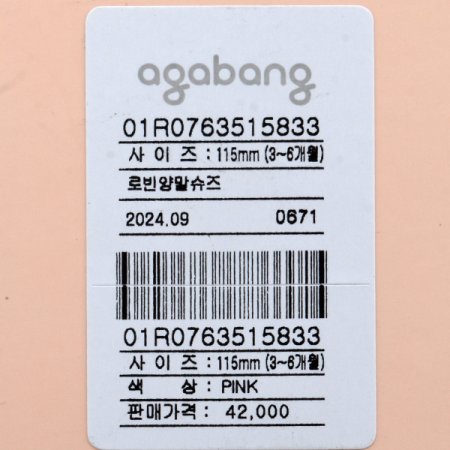 agabang
01R0763515833
사 이 즈 : 115mm (3~6개월)
로빈양말슈즈
2024.09 0671
01R0763515833
사 이 즈 : 115mm (3~6개월)
색 상 : PINK
판매가격 : 42,000